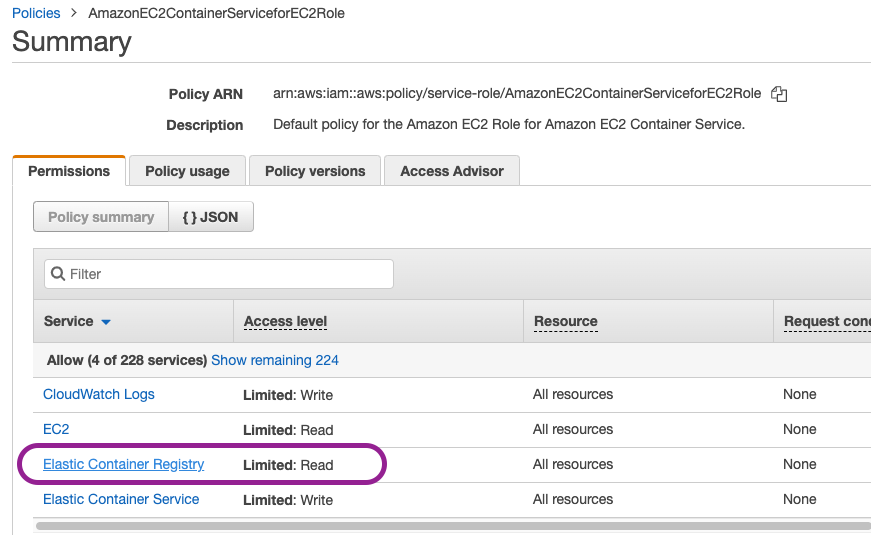 Policies > AmazonEC2ContainerServiceforEC2Role
Summary
Policy ARN arn:aws:iam::aws:policy/service-role/AmazonEC2ContainerServiceforEC2Role
Description Default policy for the Amazon EC2 Role for Amazon EC2 Container Service.
Permissions Policy usage Policy versions Access Advisor
Policy summary { } JSON
Filter
Service Access level Resource Request cond
Allow (4 of 228 services) Show remaining 224
CloudWatch Logs Limited: Write All resources None
EC2 Limited: Read All resources None
Elastic Container Registry Limited: Read All resources None
Elastic Container Service Limited: Write All resources None